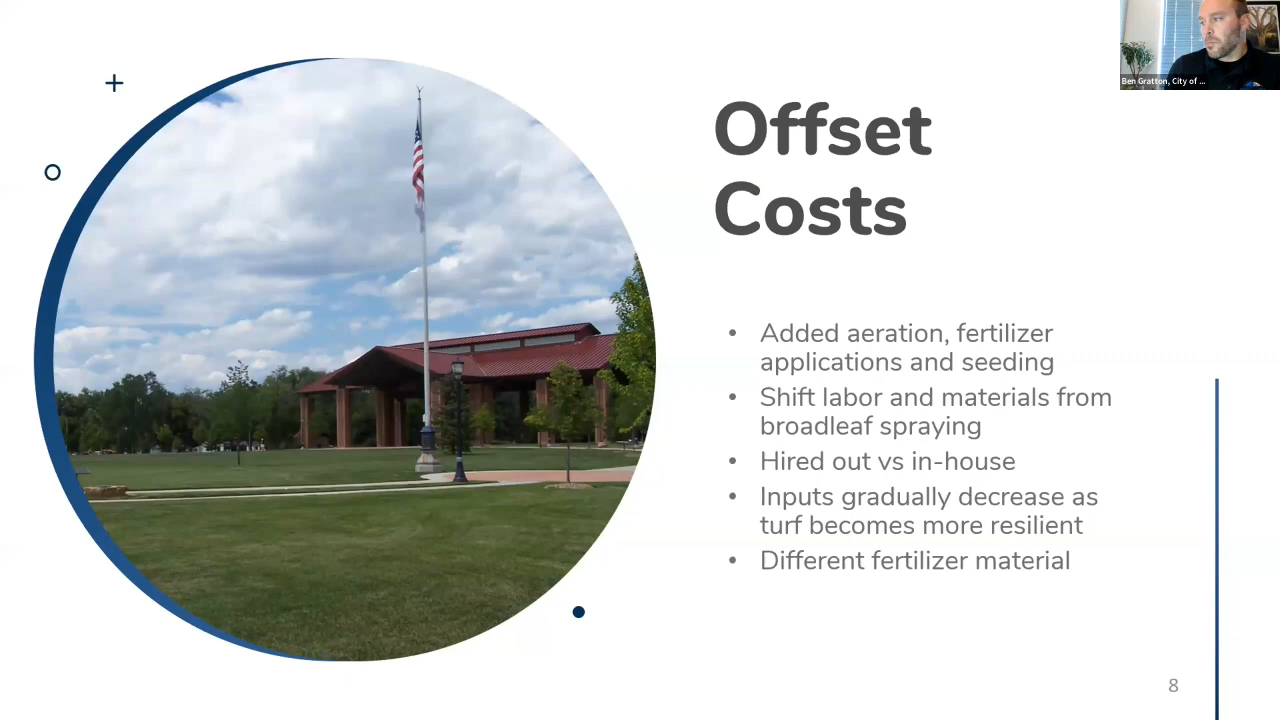 Ben Gratton, City of ...
Offset
Costs
• Added aeration, fertilizer
applications and seeding
• Shift labor and materials from
broadleaf spraying
• Hired out vs in-house
• Inputs gradually decrease as
turf becomes more resilient
• Different fertilizer material
8